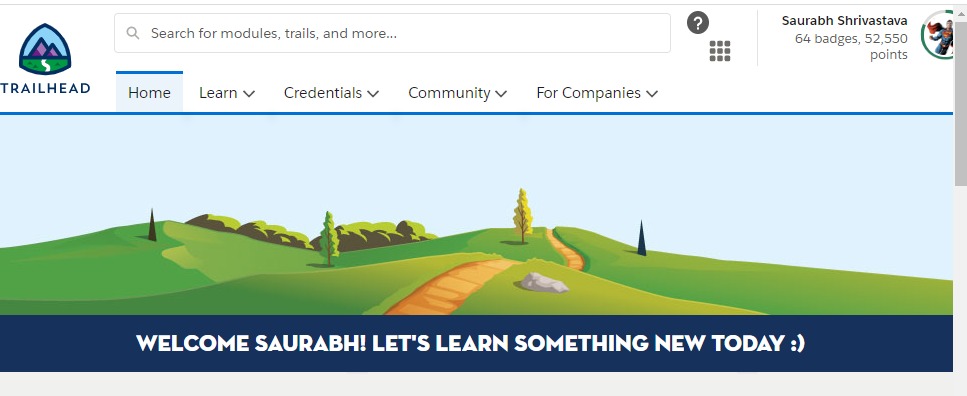 Search for modules, trails, and more...
?
Saurabh Shrivastava
64 badges, 52,550
points
TRAILHEAD
Home Learn Credentials Community For Companies
WELCOME SAURABH! LET'S LEARN SOMETHING NEW TODAY :)